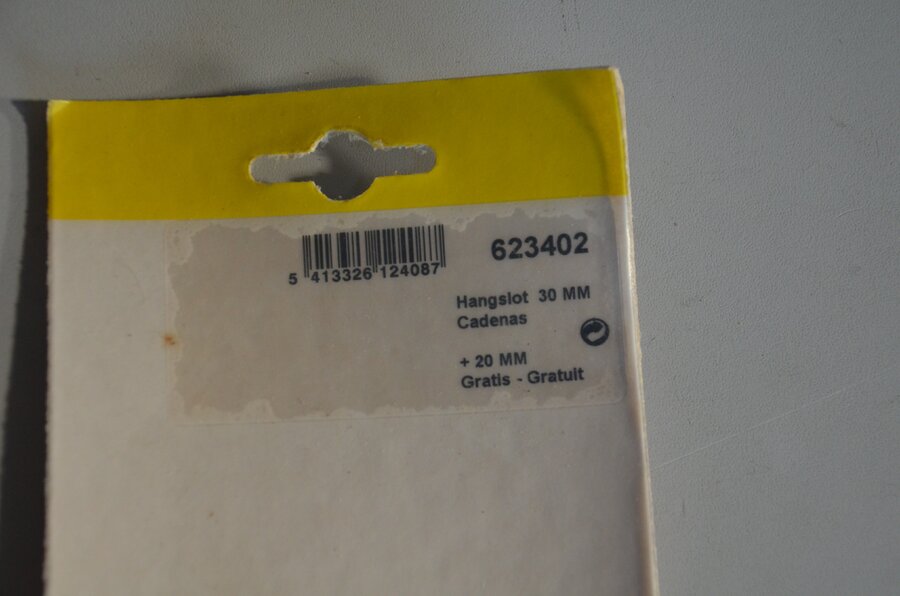 5 413326 124087
623402
Hangslot 30 MM
Cadenas
+ 20 MM
Gratis - Gratuit